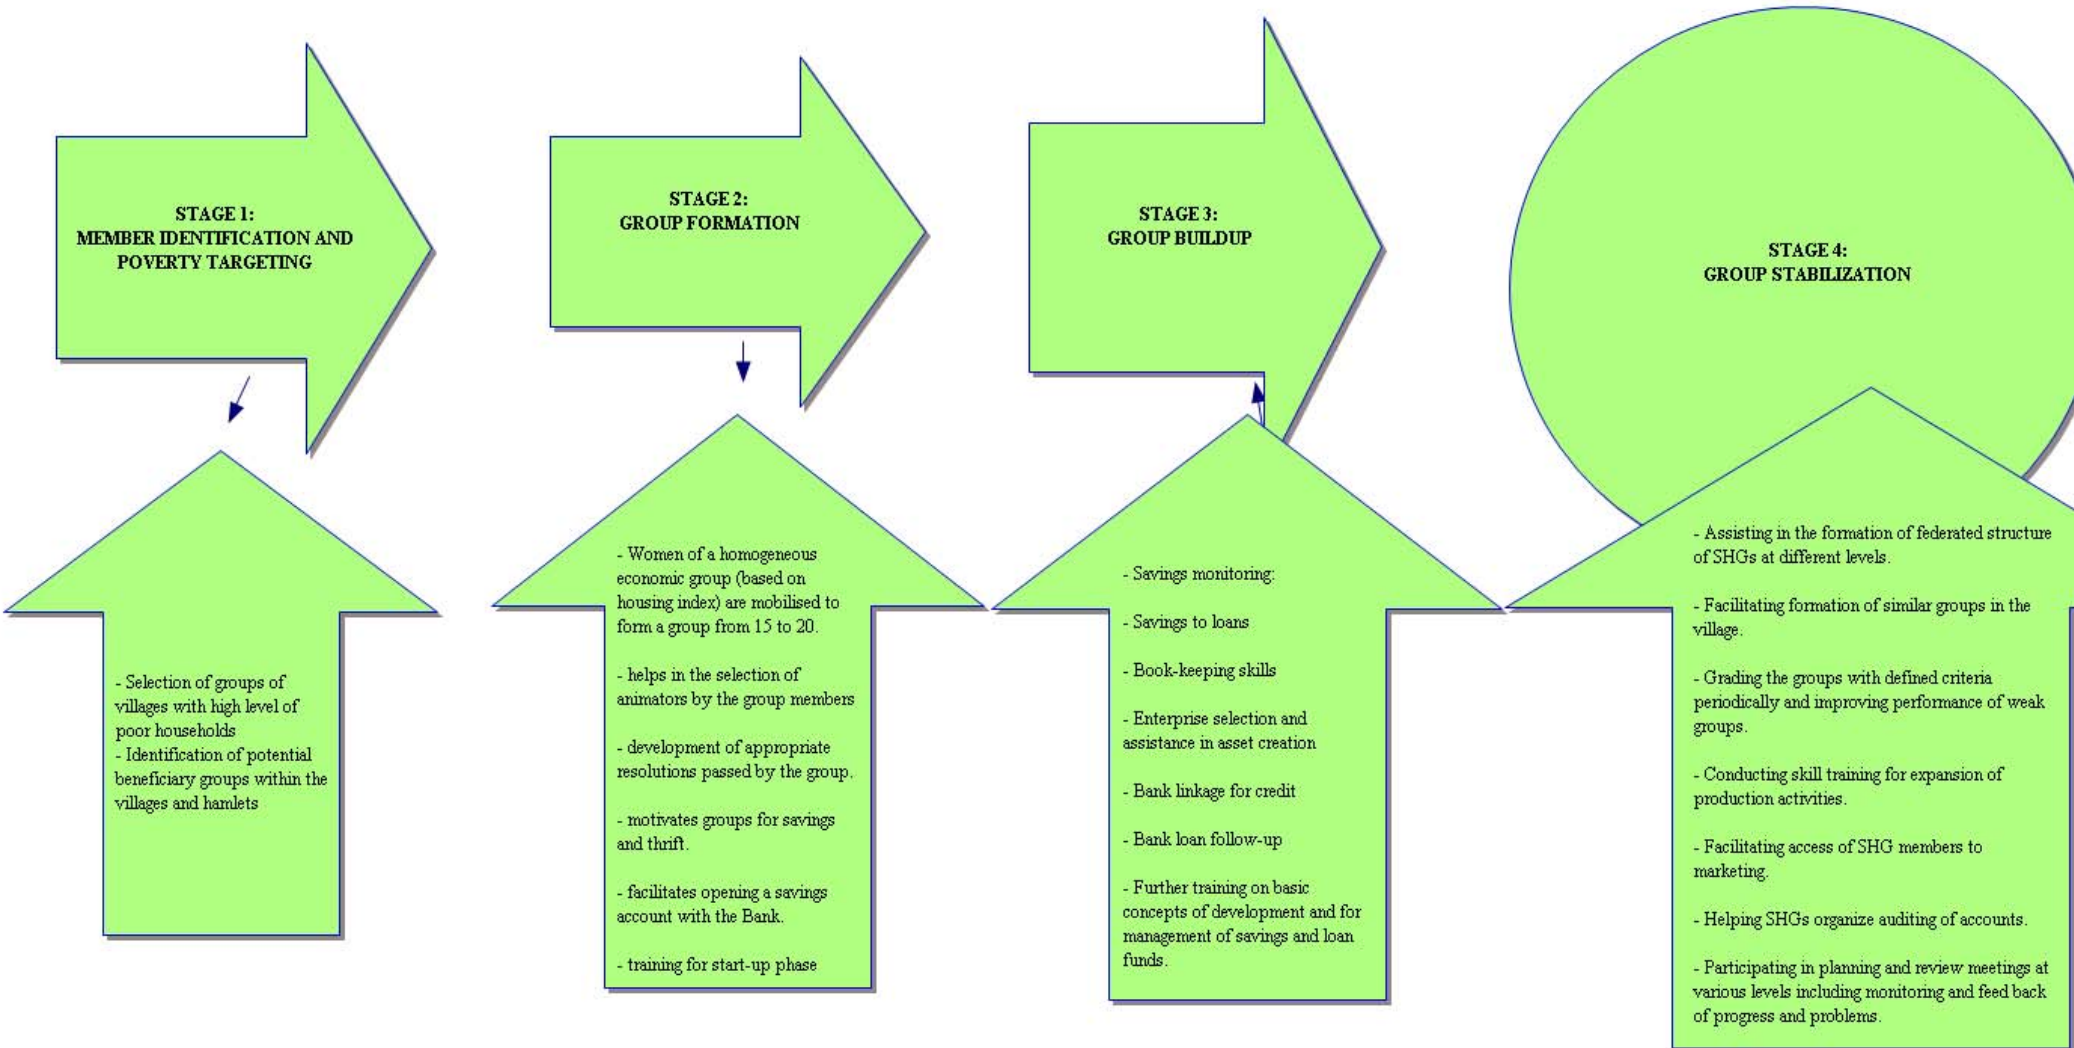 STAGE 1:
MEMBER IDENTIFICATION AND
POVERTY TARGETING
- Selection of groups of
villages with high level of
poor households
- Identification of potential
beneficiary groups within the
villages and hamlets
STAGE 2:
GROUP FORMATION
- Women of a homogeneous
economic group (based on
housing index) are mobilised to
form a group from 15 to 20.
- helps in the selection of
animators by the group members
- development of appropriate
resolutions passed by the group.
- motivates groups for savings
and thrift.
- facilitates opening a savings
account with the Bank.
- training for start-up phase
STAGE 3:
GROUP BUILDUP
- Savings monitoring:
- Savings to loans
- Book-keeping skills
- Enterprise selection and
assistance in asset creation
- Bank linkage for credit
- Bank loan follow-up
- Further training on basic
concepts of development and for
management of savings and loan
funds.
STAGE 4:
GROUP STABILIZATION
- Assisting in the formation of federated structure
of SHGs at different levels.
- Facilitating formation of similar groups in the
village.
- Grading the groups with defined criteria
periodically and improving performance of weak
groups.
- Conducting skill training for expansion of
production activities.
- Facilitating access of SHG members to
marketing.
- Helping SHGs organize auditing of accounts.
- Participating in planning and review meetings at
various levels including monitoring and feed back
of progress and problems.